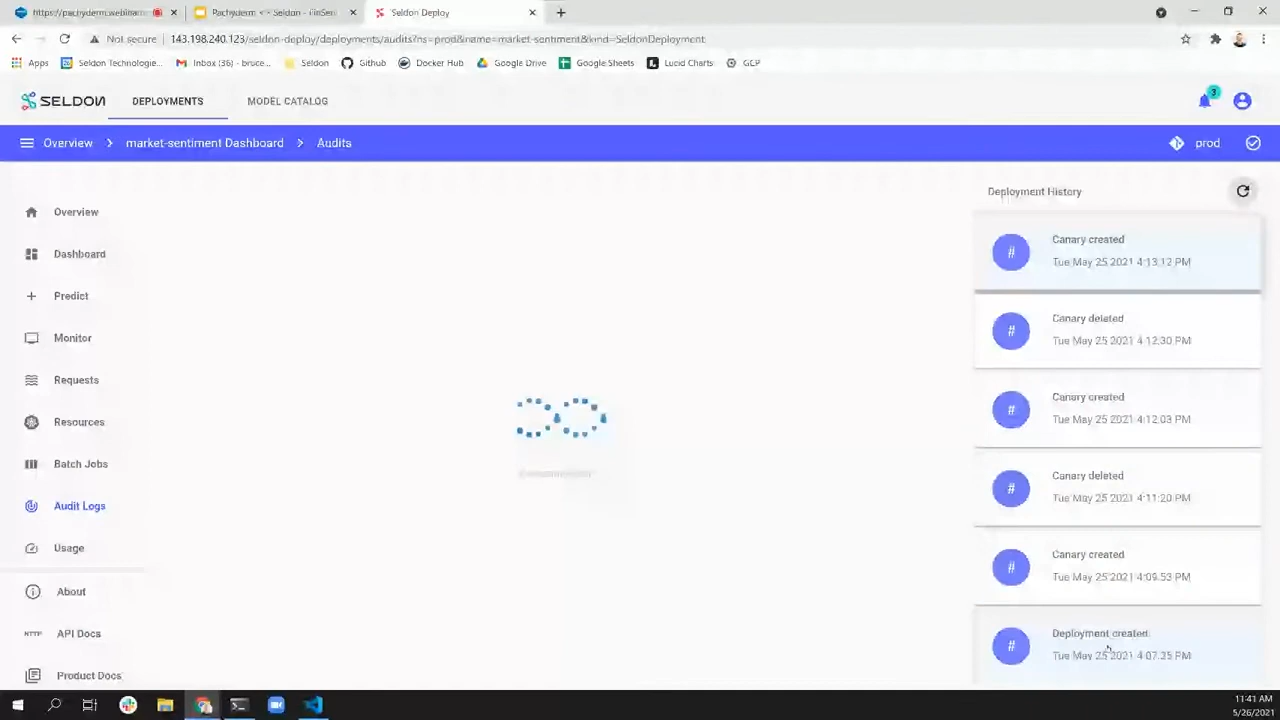 https://pachyderm.webinar
Pachyderm
Seldon Deploy
Not secure
143.198.240.123/seldon-deploy/deployments/audits?ns=prod&name=market-sentiment&kind=SeldonDeployment
Apps
Seldon Technologie...
Inbox (36) - bruce...
Seldon
Github
Docker Hub
Google Drive
Google Sheets
Lucid Charts
GCP
SELDON
DEPLOYMENTS
MODEL CATALOG
3
Overview
market-sentiment Dashboard
Audits
prod
Overview
Dashboard
Predict
Monitor
Requests
Resources
Batch Jobs
Audit Logs
Usage
About
HTTP API Docs
Product Docs
Deployment History
# Canary created
Tue May 25 2021 4:13:12 PM
# Canary deleted
Tue May 25 2021 4:12:30 PM
# Canary created
Tue May 25 2021 4:12:03 PM
# Canary deleted
Tue May 25 2021 4:11:20 PM
# Canary created
Tue May 25 2021 4:09:53 PM
# Deployment created
Tue May 25 2021 4:07:35 PM
11:41 AM
5/26/2021